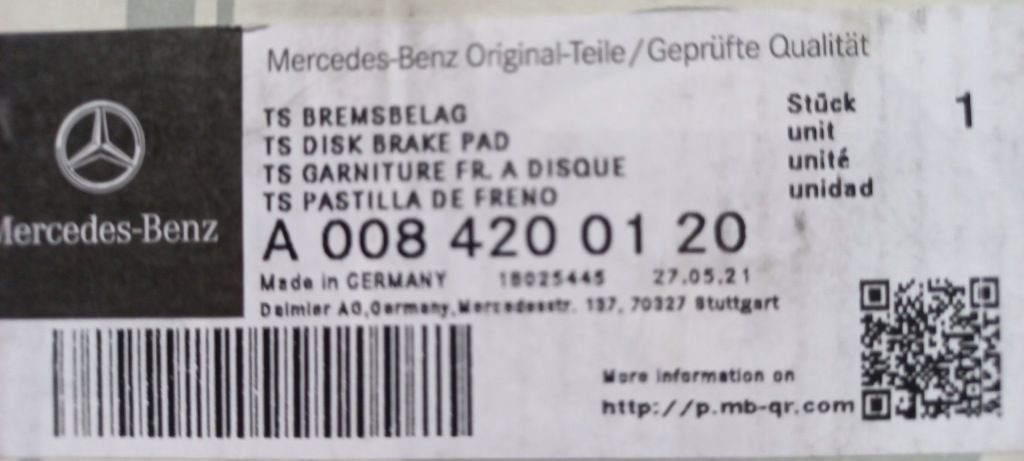 Mercedes-Benz Original-Teile/Geprüfte Qualität
Mercedes-Benz
TS BREMSBELAG
TS DISK BRAKE PAD
TS GARNITURE FR. A DISQUE
TS PASTILLA DE FRENO
Stück 1
unit
unité
unidad
A 008 420 01 20
Made in GERMANY 18025445 27.05.21
Daimler AG,Germany,Mercedesstr. 137, 70327 Stuttgart
More information on
http://p.mb-qr.com